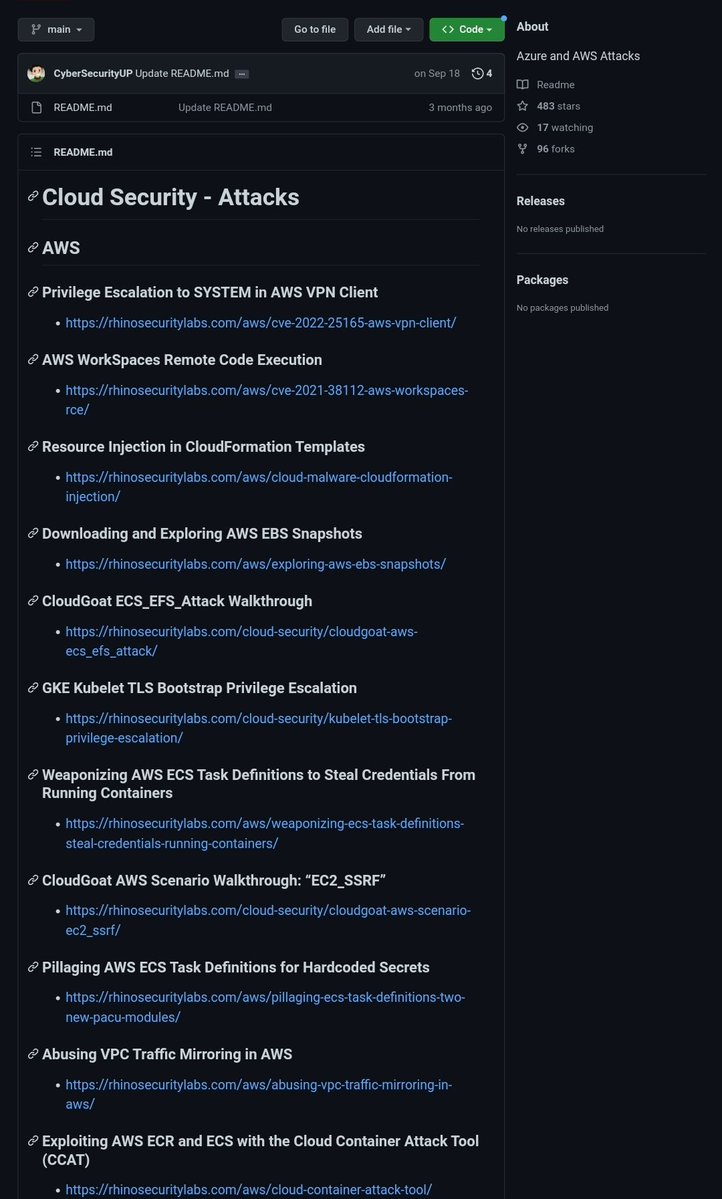 main
Go to file
Add file
Code
CyberSecurityUP Update README.md
on Sep 18
4
README.md
Update README.md
3 months ago
README.md
Cloud Security - Attacks
AWS
Privilege Escalation to SYSTEM in AWS VPN Client
• https://rhinosecuritylabs.com/aws/cve-2022-25165-aws-vpn-client/
AWS WorkSpaces Remote Code Execution
• https://rhinosecuritylabs.com/aws/cve-2021-38112-aws-workspaces-
rce/
Resource Injection in CloudFormation Templates
• https://rhinosecuritylabs.com/aws/cloud-malware-cloudformation-
injection/
Downloading and Exploring AWS EBS Snapshots
• https://rhinosecuritylabs.com/aws/exploring-aws-ebs-snapshots/
CloudGoat ECS_EFS_Attack Walkthrough
• https://rhinosecuritylabs.com/cloud-security/cloudgoat-aws-
ecs_efs_attack/
GKE Kubelet TLS Bootstrap Privilege Escalation
• https://rhinosecuritylabs.com/cloud-security/kubelet-tls-bootstrap-
privilege-escalation/
Weaponizing AWS ECS Task Definitions to Steal Credentials From
Running Containers
• https://rhinosecuritylabs.com/aws/weaponizing-ecs-task-definitions-
steal-credentials-running-containers/
CloudGoat AWS Scenario Walkthrough: “EC2_SSRF”
• https://rhinosecuritylabs.com/cloud-security/cloudgoat-aws-scenario-
ec2_ssrf/
Pillaging AWS ECS Task Definitions for Hardcoded Secrets
• https://rhinosecuritylabs.com/aws/pillaging-ecs-task-definitions-two-
new-pacu-modules/
Abusing VPC Traffic Mirroring in AWS
• https://rhinosecuritylabs.com/aws/abusing-vpc-traffic-mirroring-in-
aws/
Exploiting AWS ECR and ECS with the Cloud Container Attack Tool
(CCAT)
• https://rhinosecuritylabs.com/aws/cloud-container-attack-tool/
About
Azure and AWS Attacks
Readme
483 stars
17 watching
96 forks
Releases
No releases published
Packages
No packages published